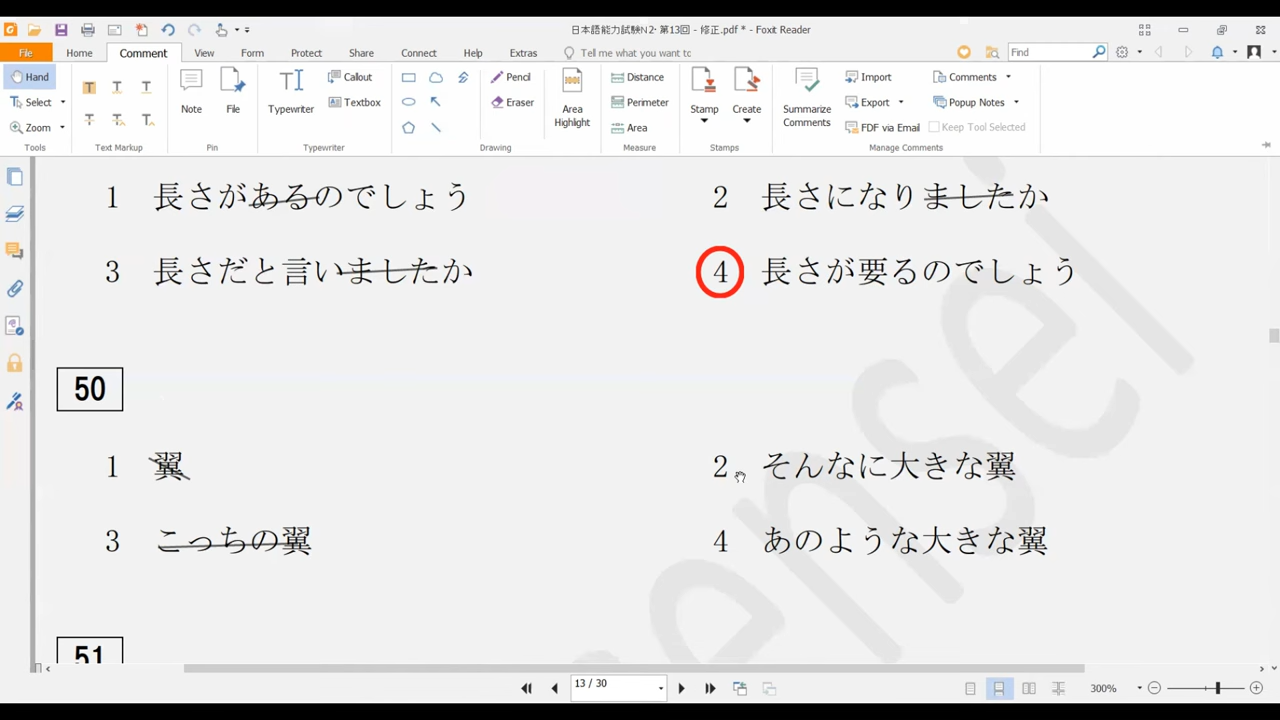 日本語能力試験N2- 第13回 - 修正.pdf * - Foxit Reader
File Home Comment View Form Protect Share Connect Help Extras Tell me what you want to Find
Hand Callout Pencil Distance Import Comments
Select Textbox Eraser Perimeter Export Popup Notes
Zoom Note File Typewriter Area Highlight Area Stamp Create Summarize Comments FDF via Email Keep Tool Selected
Tools Text Markup Pin Typewriter Drawing Measure Stamps Manage Comments
1 長さがあるのでしょう 2 長さになりましたか
3 長さだと言いましたか 4 長さが要るのでしょう
50
1 翼 2 そんなに大きな翼
3 こっちの翼 4 あのような大きな翼
51
sensei
13 / 30 300%